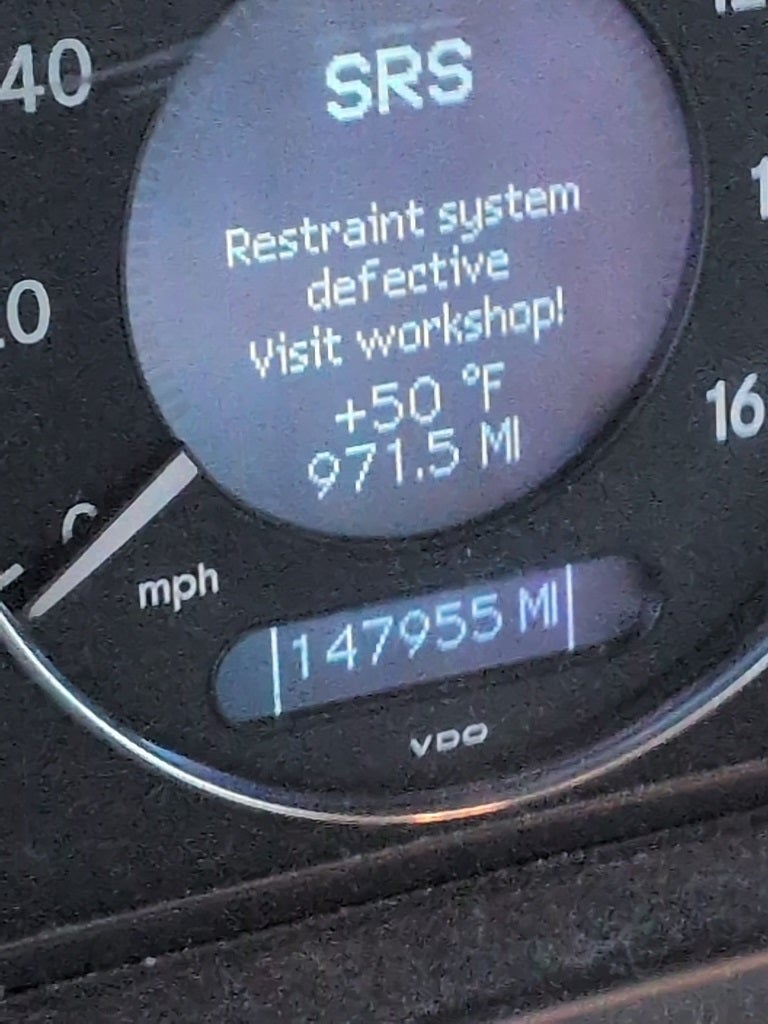 40
SRS
Restraint system
defective
Visit workshop!
+50 °F
971.5 MI
16
mph
147955 MI
VDO